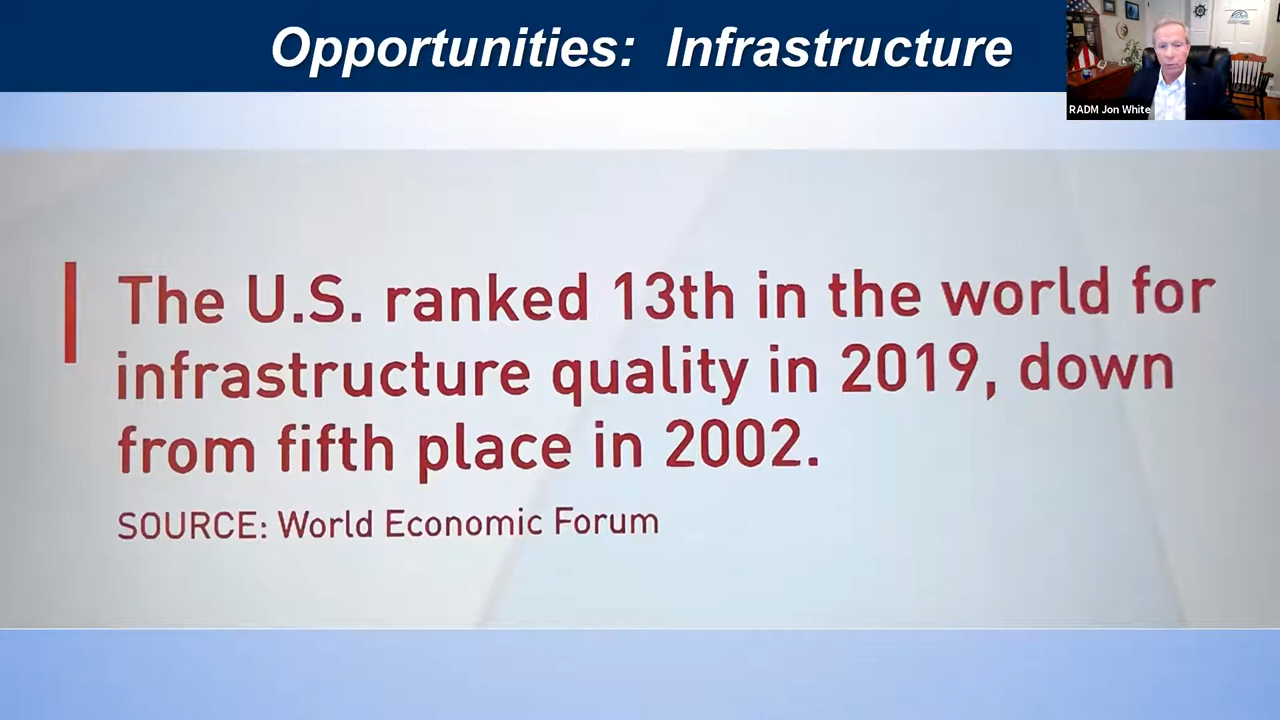 Opportunities: Infrastructure
RADM Jon White
The U.S. ranked 13th in the world for
infrastructure quality in 2019, down
from fifth place in 2002.
SOURCE: World Economic Forum